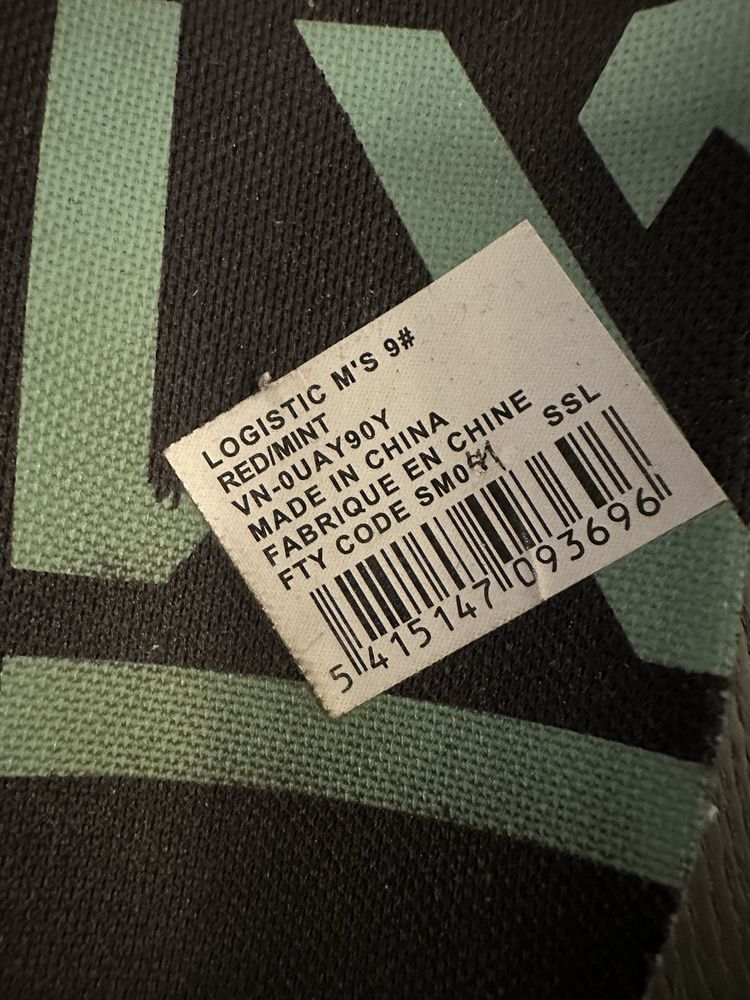 LOGISTIC M'S 9#
RED/MINT
VN-0UAY90Y
MADE IN CHINA
FABRIQUE EN CHINE
FTY CODE SM041 SSL
5 415147 093696